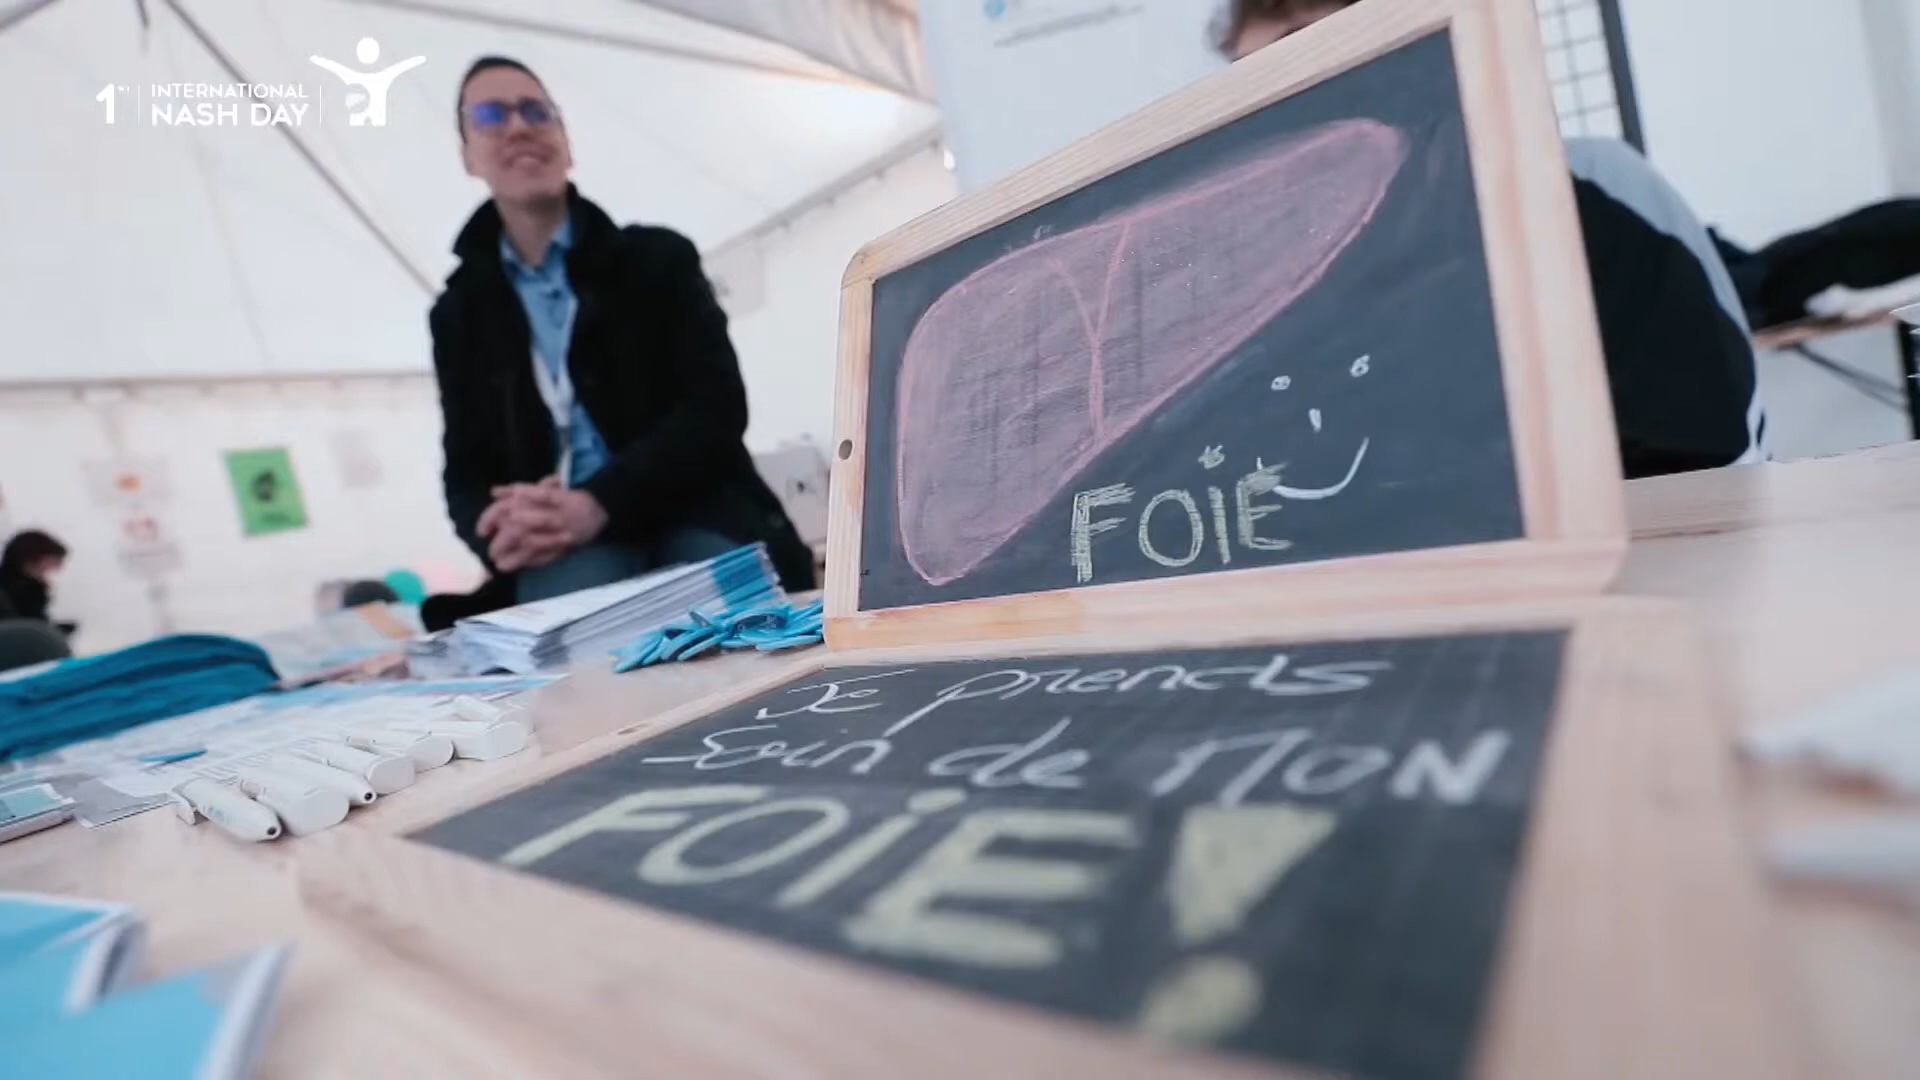 1ST
INTERNATIONAL
NASH DAY
FOIE
Je prends
Soin de MON
FOIE!